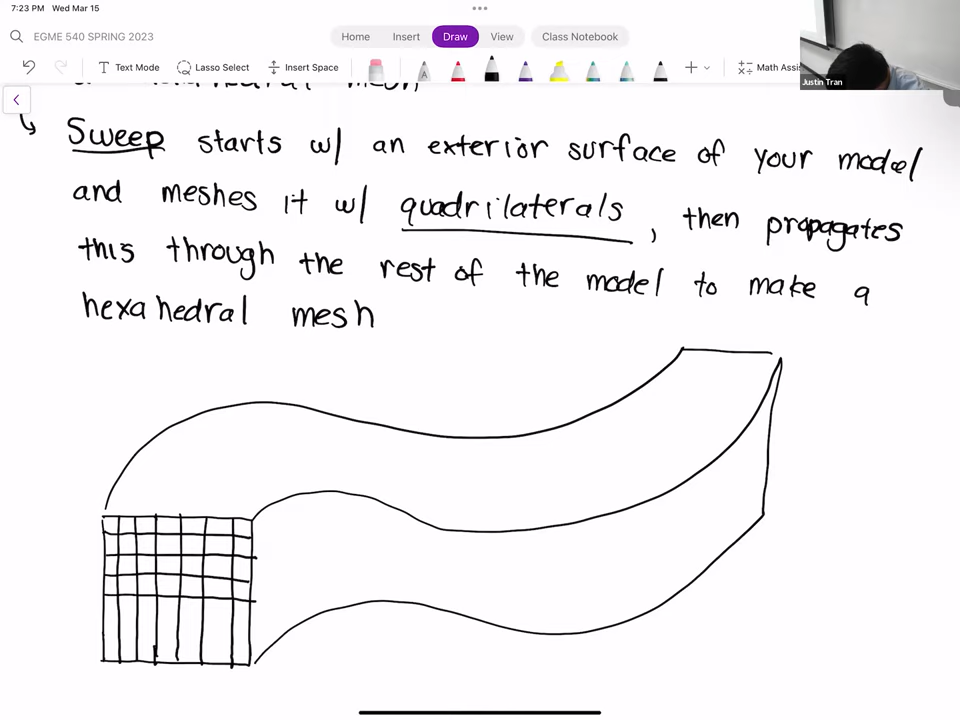 7:23 PM Wed Mar 15
EGME 540 SPRING 2023
Home Insert Draw View Class Notebook
Text Mode Lasso Select Insert Space Math Assis
Justin Tran
mesh
↳ Sweep starts w/ an exterior surface of your model
and meshes it w/ quadrilaterals, then propagates
this through the rest of the model to make a
hexahedral mesh